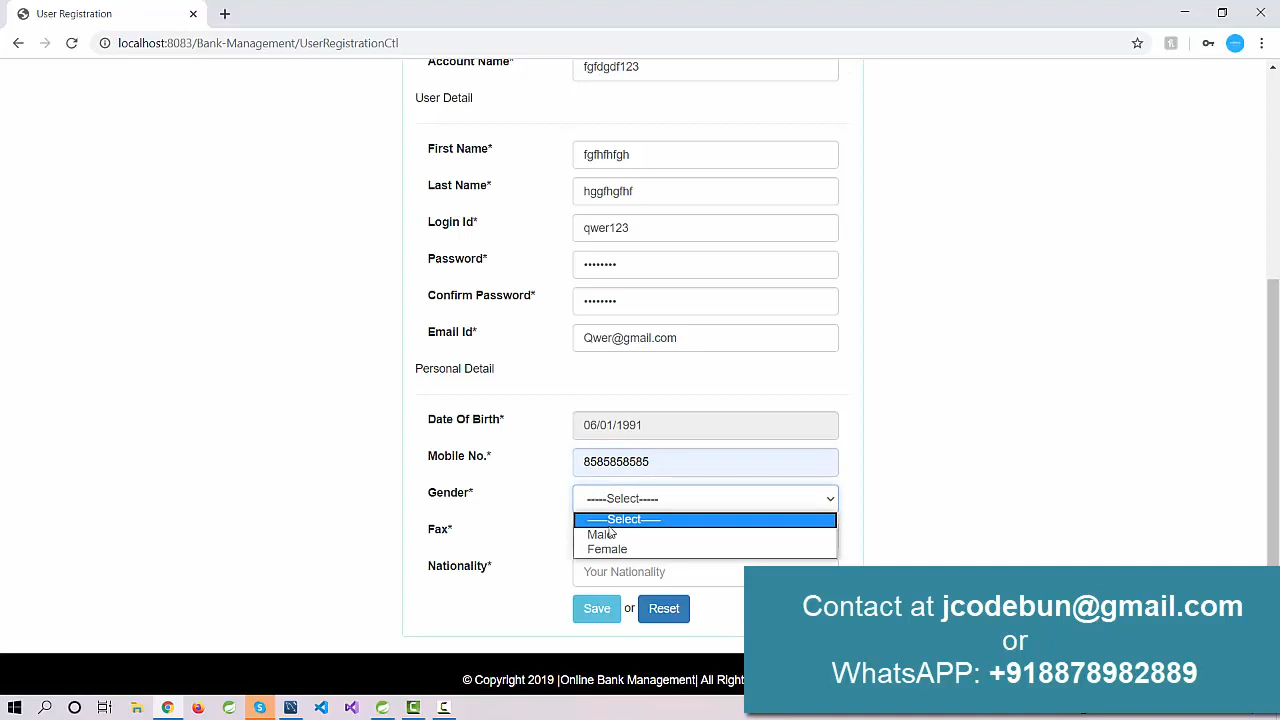 User Registration
localhost:8083/Bank-Management/UserRegistrationCtl
Account Name*
fgfdgdf123
User Detail
First Name*
fgfhfhfgh
Last Name*
hggfhgfhf
Login Id*
qwer123
Password*
••••••••
Confirm Password*
••••••••
Email Id*
Qwer@gmail.com
Personal Detail
Date Of Birth*
06/01/1991
Mobile No.*
8585858585
Gender*
-----Select-----
-----Select-----
Male
Female
Fax*
Nationality*
Your Nationality
Save or Reset
Contact at jcodebun@gmail.com
or
WhatsAPP: +918878982889
© Copyright 2019 |Online Bank Management| All Righ